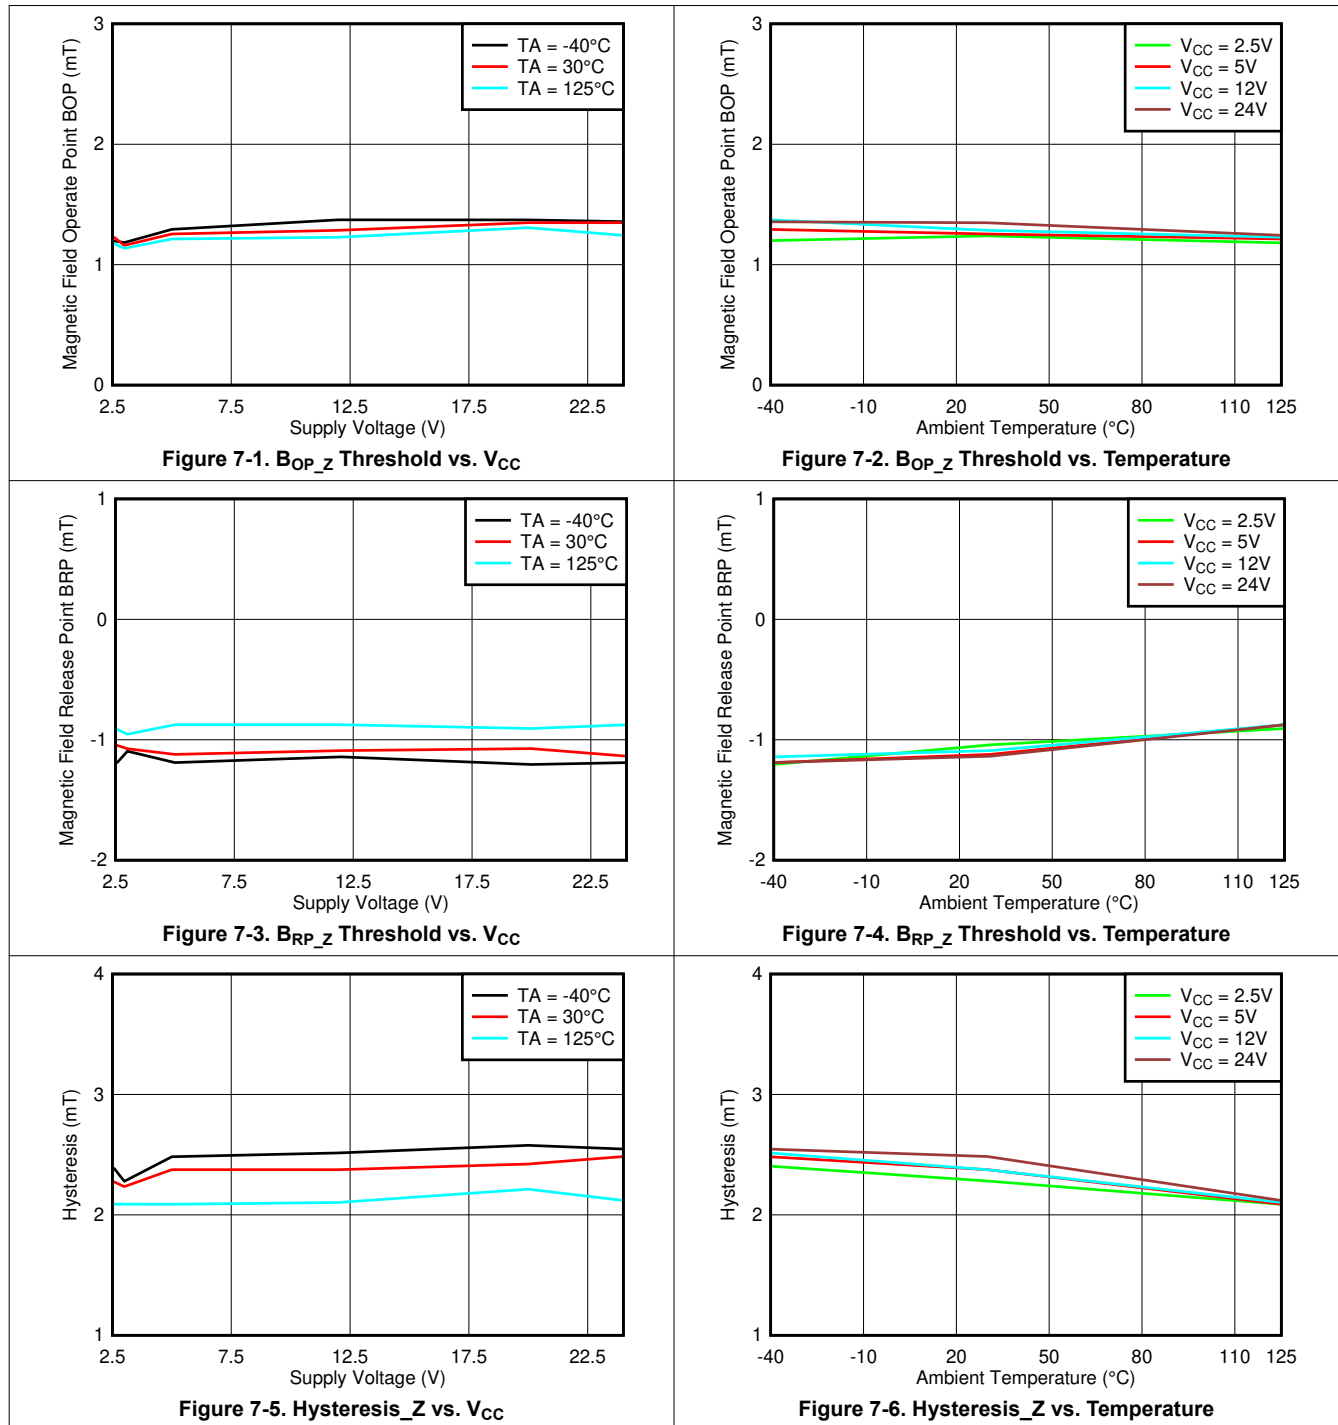 3
2
1
0
Magnetic Field Operate Point BOP (mT)
TA = -40°C
TA = 30°C
TA = 125°C
2.5 7.5 12.5 17.5 22.5
Supply Voltage (V)
Figure 7-1. BOP_Z Threshold vs. VCC
3
2
1
0
Magnetic Field Operate Point BOP (mT)
VCC = 2.5V
VCC = 5V
VCC = 12V
VCC = 24V
-40 -10 20 50 80 110 125
Ambient Temperature (°C)
Figure 7-2. BOP_Z Threshold vs. Temperature
1
0
-1
-2
Magnetic Field Release Point BRP (mT)
TA = -40°C
TA = 30°C
TA = 125°C
2.5 7.5 12.5 17.5 22.5
Supply Voltage (V)
Figure 7-3. BRP_Z Threshold vs. VCC
1
0
-1
-2
Magnetic Field Release Point BRP (mT)
VCC = 2.5V
VCC = 5V
VCC = 12V
VCC = 24V
-40 -10 20 50 80 110 125
Ambient Temperature (°C)
Figure 7-4. BRP_Z Threshold vs. Temperature
4
3
2
1
Hysteresis (mT)
TA = -40°C
TA = 30°C
TA = 125°C
2.5 7.5 12.5 17.5 22.5
Supply Voltage (V)
Figure 7-5. Hysteresis_Z vs. VCC
4
3
2
1
Hysteresis (mT)
VCC = 2.5V
VCC = 5V
VCC = 12V
VCC = 24V
-40 -10 20 50 80 110 125
Ambient Temperature (°C)
Figure 7-6. Hysteresis_Z vs. Temperature